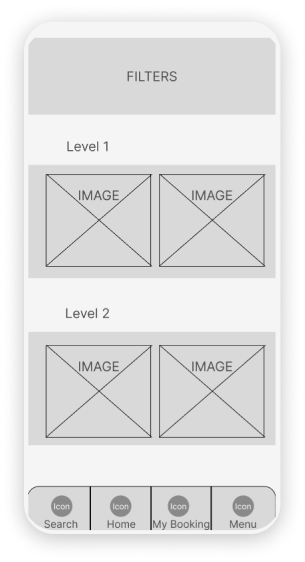 FILTERS
Level 1
IMAGE IMAGE
Level 2
IMAGE IMAGE
Icon Icon Icon Icon
Search Home My Booking Menu